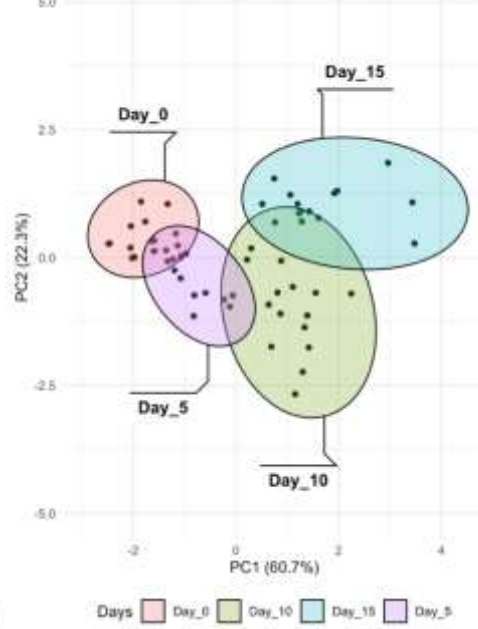 5.0
Day_15
Day_0
2.5
PC2 (22.3%)
0.0
-2.5
Day_5
Day_10
-5.0
-2 0 2 4
PC1 (60.7%)
Days Day_0 Day_10 Day_15 Day_5